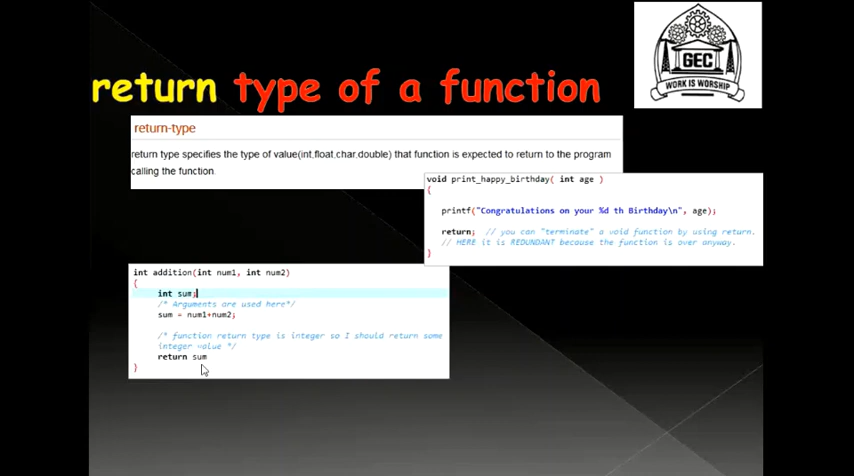 return type of a function
GEC
WORK IS WORSHIP
return-type
return type specifies the type of value(int,float,char,double) that function is expected to return to the program
calling the function.
void print_happy_birthday( int age )
{
printf("Congratulations on your %d th Birthday\n", age);
return; // you can "terminate" a void function by using return.
// HERE it is REDUNDANT because the function is over anyway.
}
int addition(int num1, int num2)
{
int sum;
/* Arguments are used here*/
sum = num1+num2;
/* function return type is integer so I should return some
integer value */
return sum
}